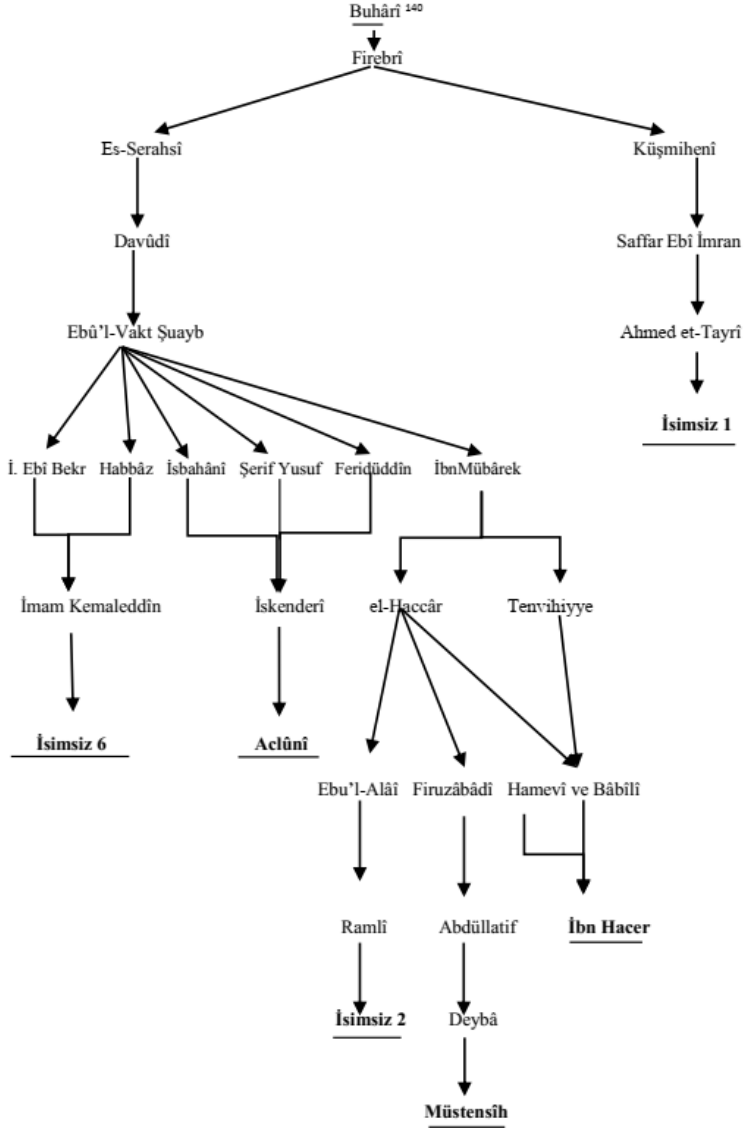 Buhârî 140
Firebrî
Es-Serahsî Küşmihenî
Davûdî Saffar Ebî İmran
Ebû’l-Vakt Şuayb Ahmed et-Tayrî
İsimsiz 1
İ. Ebî Bekr Habbâz İsbahânî Şerif Yusuf Feridüddîn İbnMübârek
İmam Kemaleddîn İskenderî el-Haccâr Tenvihiyye
İsimsiz 6 Aclûnî
Ebu’l-Alâî Firuzâbâdî Hamevî ve Bâbîlî
Ramlî Abdüllatif İbn Hacer
İsimsiz 2 Deybâ
Müstensîh